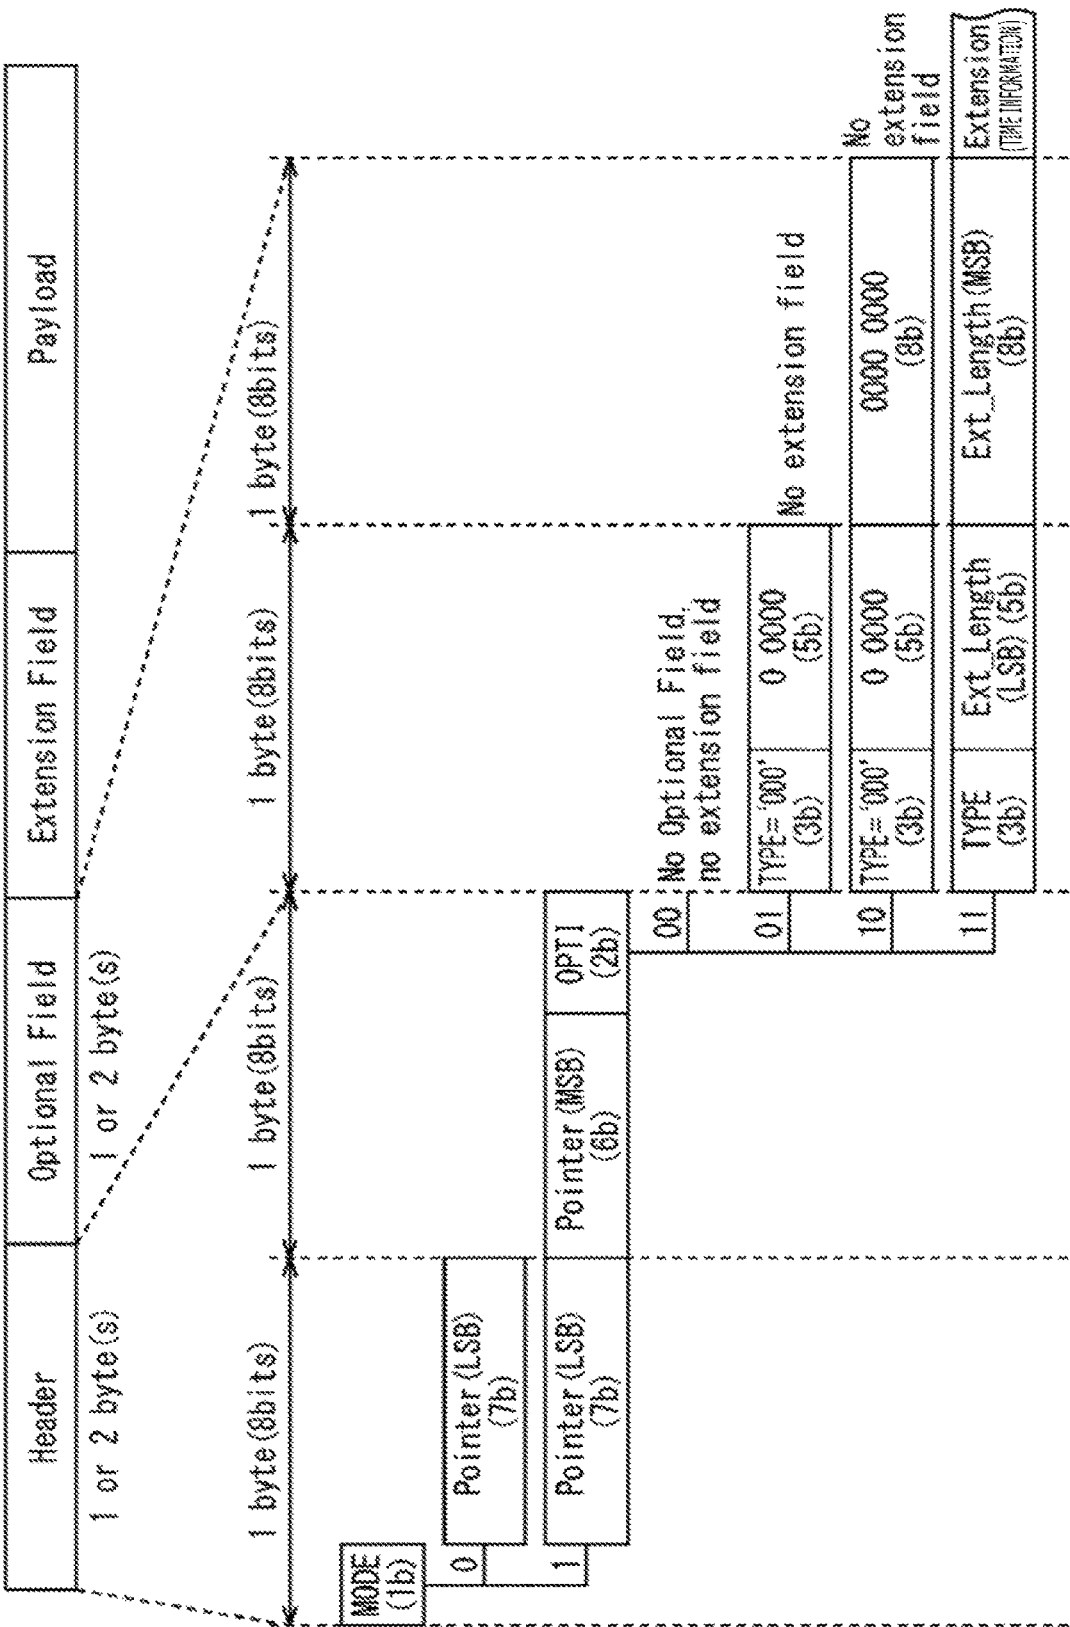 Header
Optional Field
Extension Field
Payload
1 or 2 byte(s)
1 or 2 byte(s)
1 byte(8bits)
1 byte(8bits)
1 byte(8bits)
1 byte(8bits)
MODE
(1b)
0
Pointer(LSB)
(7b)
1
Pointer(LSB)
(7b)
Pointer(MSB)
(6b)
OPTI
(2b)
00
No Optional Field,
no extension field
01
TYPE='000'
(3b)
0 0000
(5b)
No extension field
10
TYPE='000'
(3b)
0 0000
(5b)
0000 0000
(8b)
No
extension
field
11
TYPE
(3b)
Ext_Length
(LSB)(5b)
Ext_Length(MSB)
(8b)
Extension
(TIME INFORMATION)